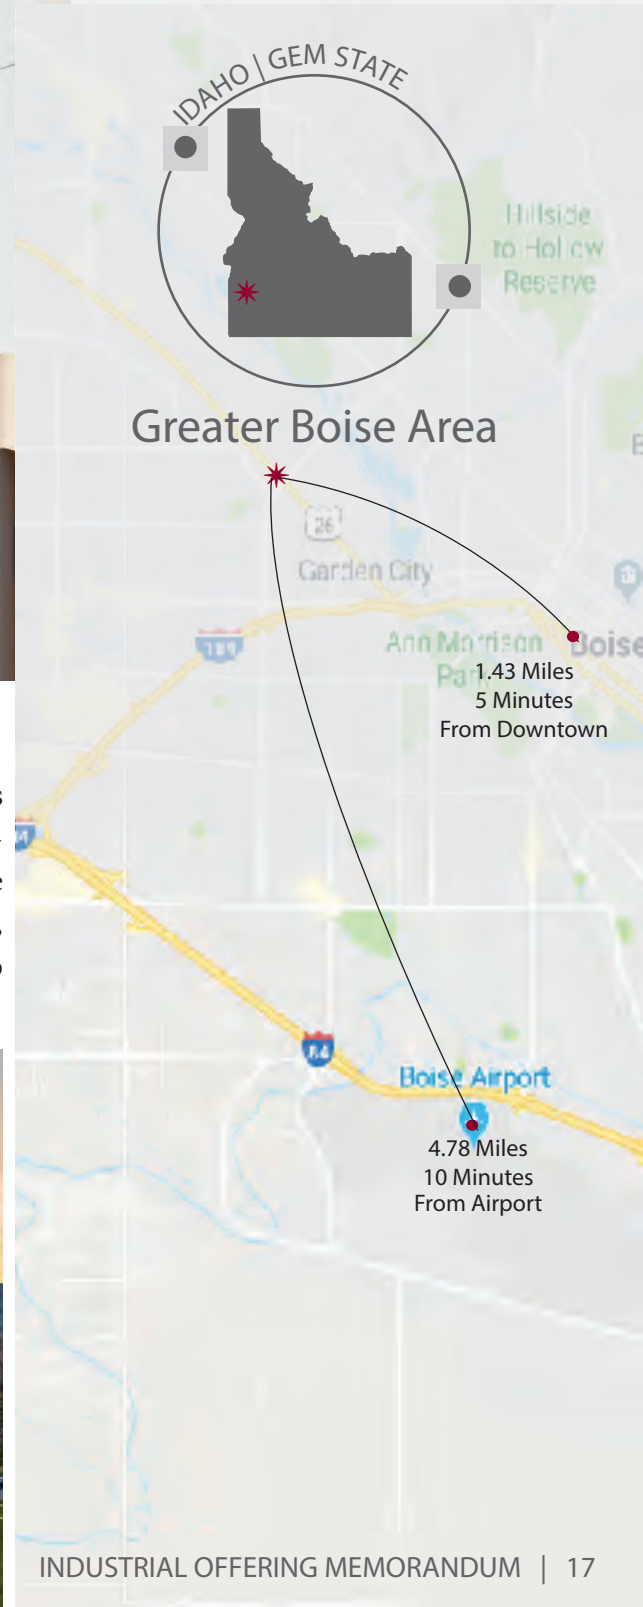 IDAHO | GEM STATE
Hillside
to Hollow
Reserve
Greater Boise Area
26
Garden City
184
Ann Morrison
Park
Boise
1.43 Miles
5 Minutes
From Downtown
84
Boise Airport
4.78 Miles
10 Minutes
From Airport
INDUSTRIAL OFFERING MEMORANDUM | 17